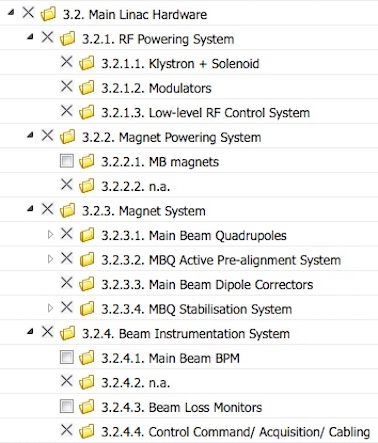 3.2. Main Linac Hardware
3.2.1. RF Powering System
3.2.1.1. Klystron + Solenoid
3.2.1.2. Modulators
3.2.1.3. Low-level RF Control System
3.2.2. Magnet Powering System
3.2.2.1. MB magnets
3.2.2.2. n.a.
3.2.3. Magnet System
3.2.3.1. Main Beam Quadrupoles
3.2.3.2. MBQ Active Pre-alignment System
3.2.3.3. Main Beam Dipole Correctors
3.2.3.4. MBQ Stabilisation System
3.2.4. Beam Instrumentation System
3.2.4.1. Main Beam BPM
3.2.4.2. n.a.
3.2.4.3. Beam Loss Monitors
3.2.4.4. Control Command/ Acquisition/ Cabling